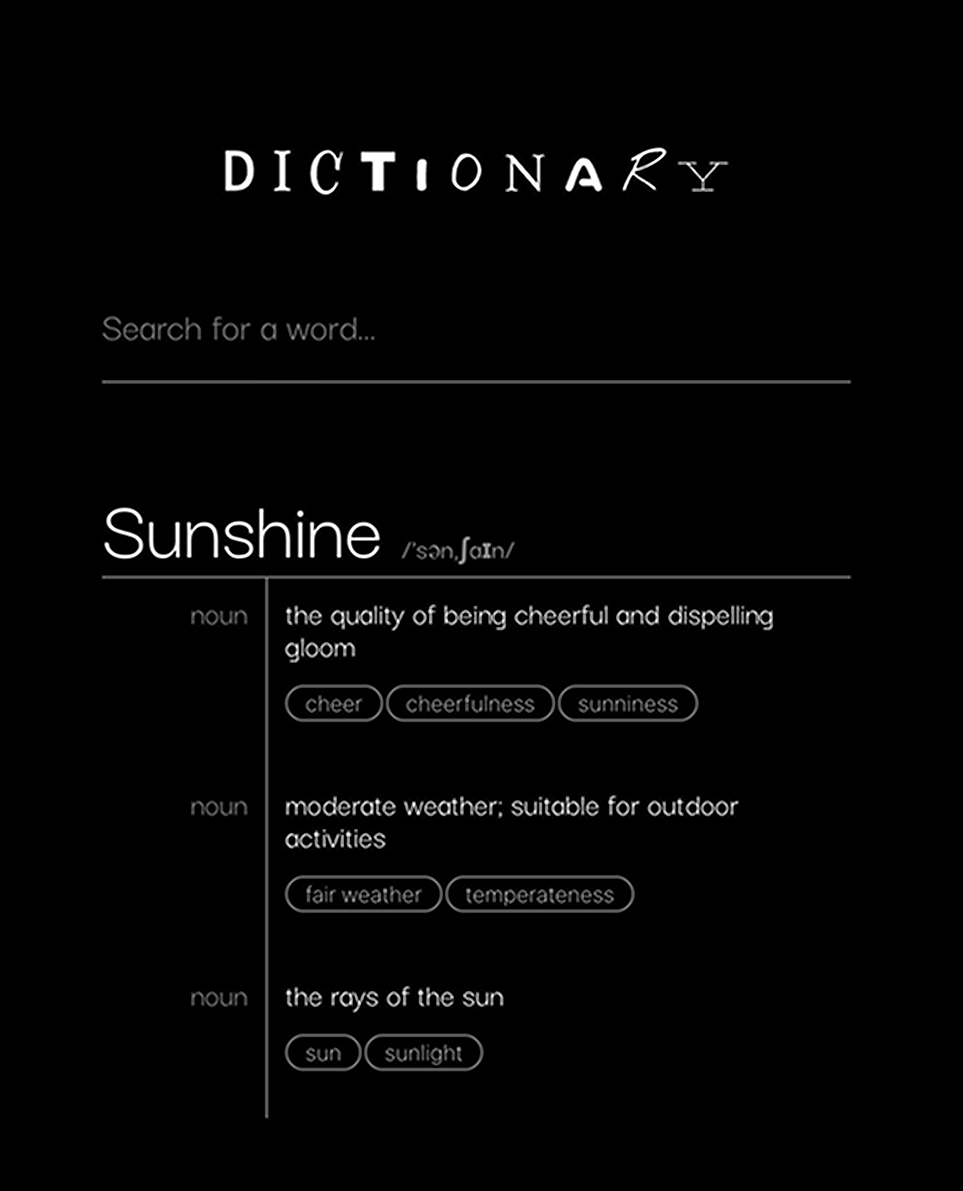 DICTIONARY
Search for a word...
Sunshine /'sən,ʃaɪn/
noun the quality of being cheerful and dispelling
gloom
cheer cheerfulness sunniness
noun moderate weather; suitable for outdoor
activities
fair weather temperateness
noun the rays of the sun
sun sunlight